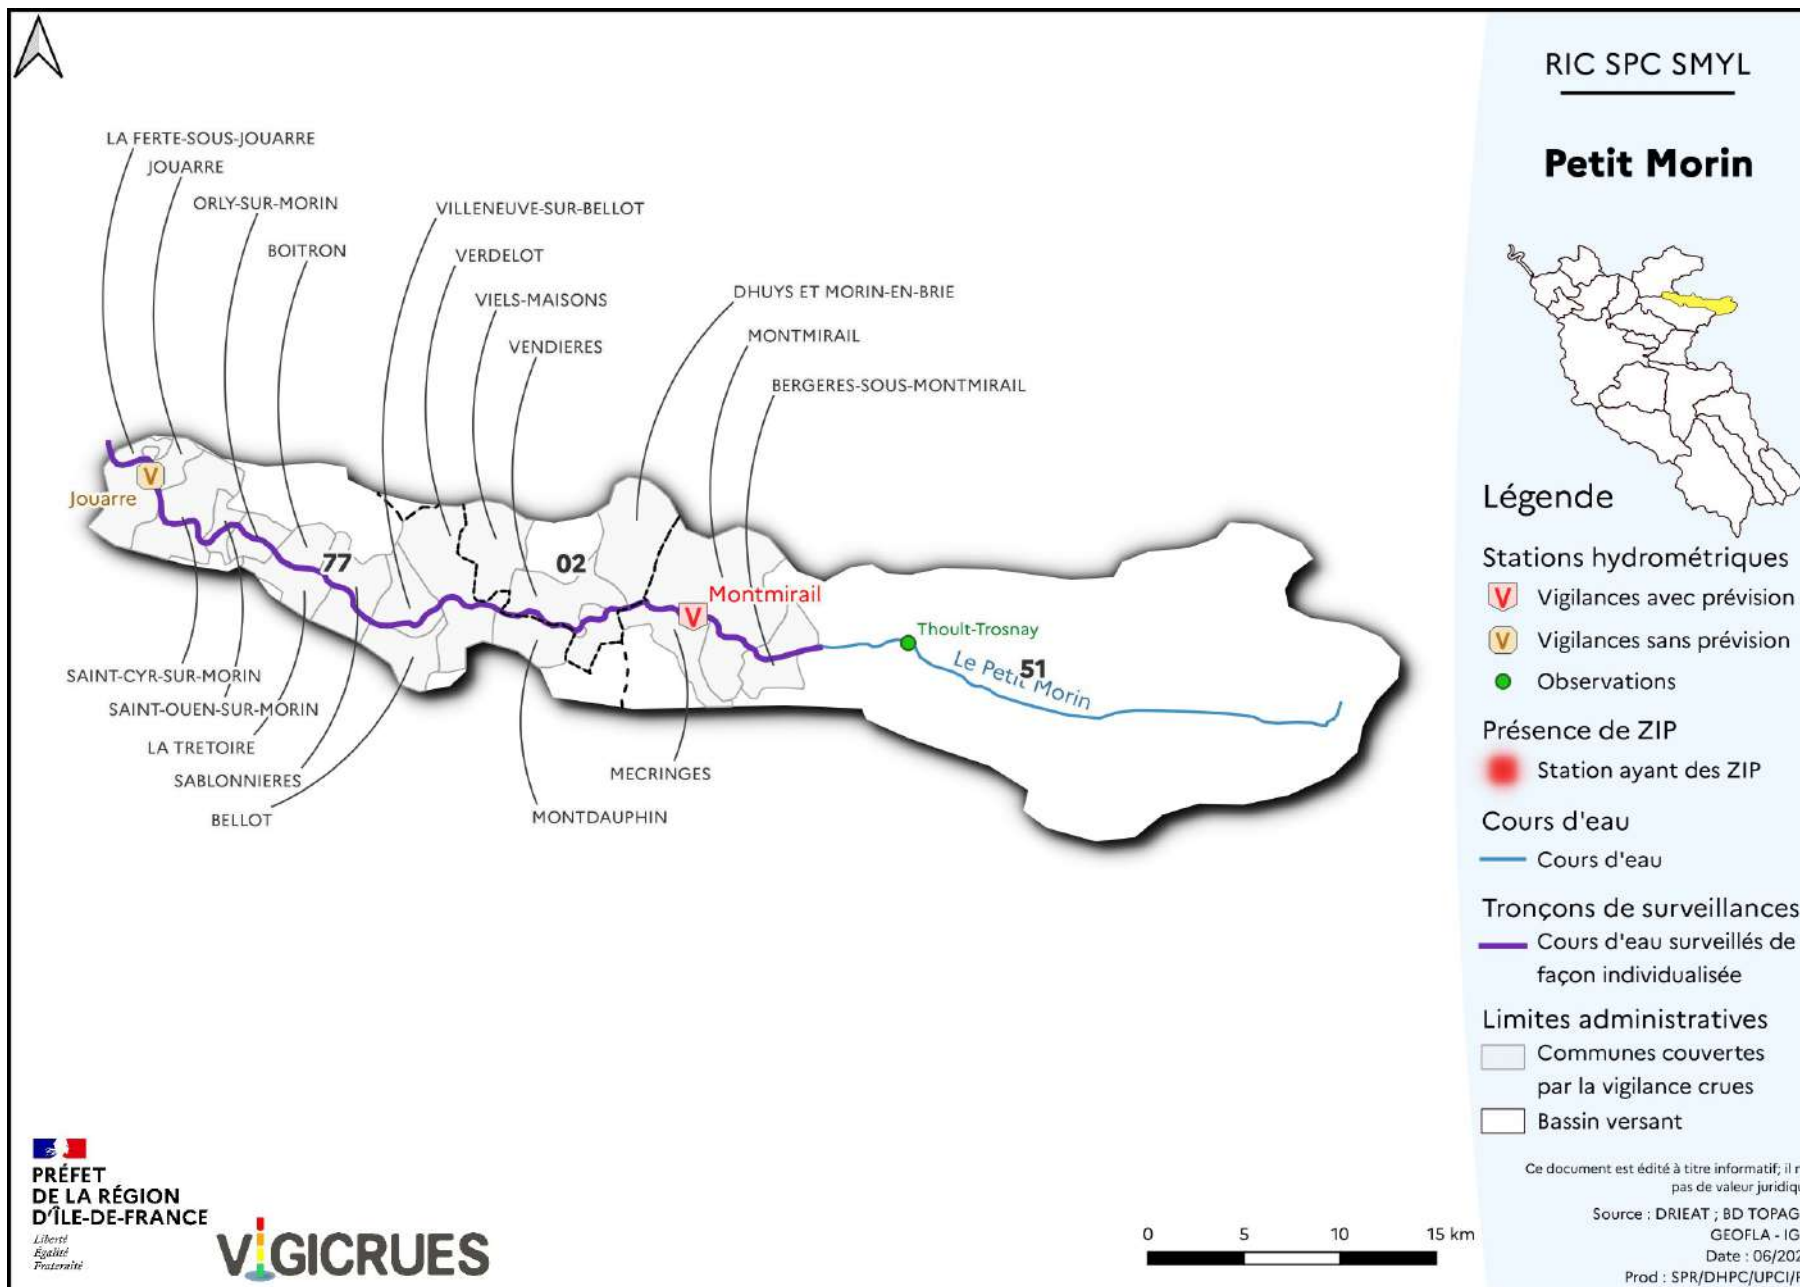 LA FERTE-SOUS-JOUARRE
JOUARRE
ORLY-SUR-MORIN
BOITRON
VILLENEUVE-SUR-BELLOT
VERDELOT
VIELS-MAISONS
VENDIERES
DHUYS ET MORIN-EN-BRIE
MONTMIRAIL
BERGERES-SOUS-MONTMIRAIL
V
Jouarre
77
02
V
Montmirail
Thoult-Trosnay
51
Le Petit Morin
SAINT-CYR-SUR-MORIN
SAINT-OUEN-SUR-MORIN
LA TRETOIRE
SABLONNIERES
BELLOT
MECRINGES
MONTDAUPHIN
PRÉFET
DE LA RÉGION
D'ÎLE-DE-FRANCE
Liberté
Égalité
Fraternité
VIGICRUES
0 5 10 15 km
RIC SPC SMYL
Petit Morin
Légende
Stations hydrométriques
V Vigilances avec prévision
V Vigilances sans prévision
Observations
Présence de ZIP
Station ayant des ZIP
Cours d'eau
Cours d'eau
Tronçons de surveillances
Cours d'eau surveillés de
façon individualisée
Limites administratives
Communes couvertes
par la vigilance crues
Bassin versant
Ce document est édité à titre informatif; il
pas de valeur juridiqu
Source : DRIEAT ; BD TOPAG
GEOFLA - IG
Date : 06/202
Prod : SPR/DHPC/UPCI/